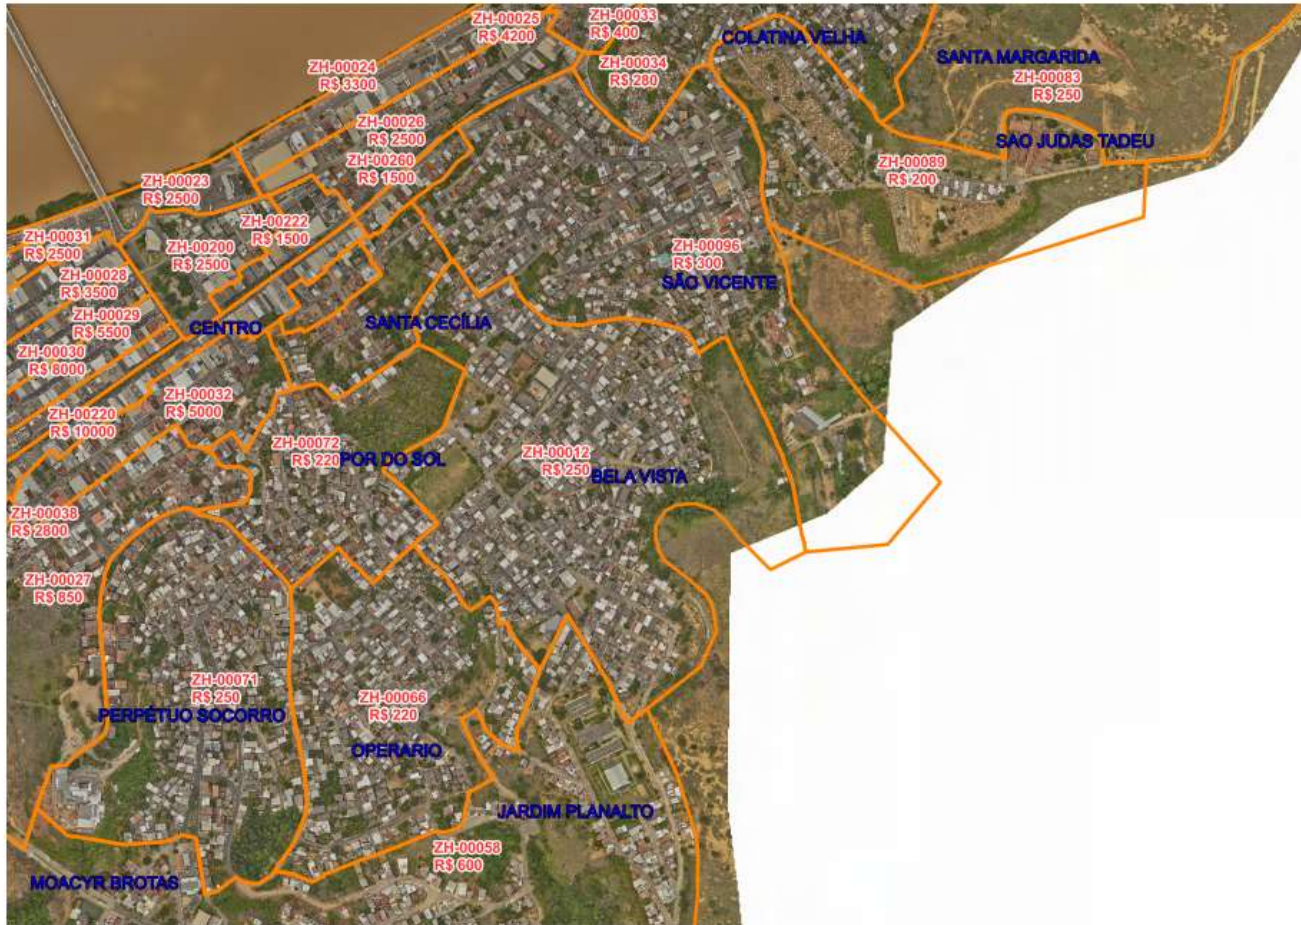 ZH-00025
R$ 4200
ZH-00033
R$ 400
COLATINA VELHA
ZH-00034
R$ 280
SANTA MARGARIDA
ZH-00083
R$ 250
ZH-00024
R$ 3300
ZH-00026
R$ 2500
SAO JUDAS TADEU
ZH-00260
R$ 1500
ZH-00089
R$ 200
ZH-00023
R$ 2500
ZH-00222
R$ 1500
ZH-00031
R$ 2500
ZH-00200
R$ 2500
ZH-00096
R$ 300
SÃO VICENTE
ZH-00028
R$ 3500
ZH-00029
R$ 5500
CENTRO
SANTA CECÍLIA
ZH-00030
R$ 8000
ZH-00032
R$ 5000
ZH-00220
R$ 10000
ZH-00072
R$ 220
POR DO SOL
ZH-00012
R$ 250
BELA VISTA
ZH-00038
R$ 2800
ZH-00027
R$ 850
ZH-00071
R$ 250
PERPÉTUO SOCORRO
ZH-00066
R$ 220
OPERARIO
JARDIM PLANALTO
ZH-00058
R$ 600
MOACYR BROTAS